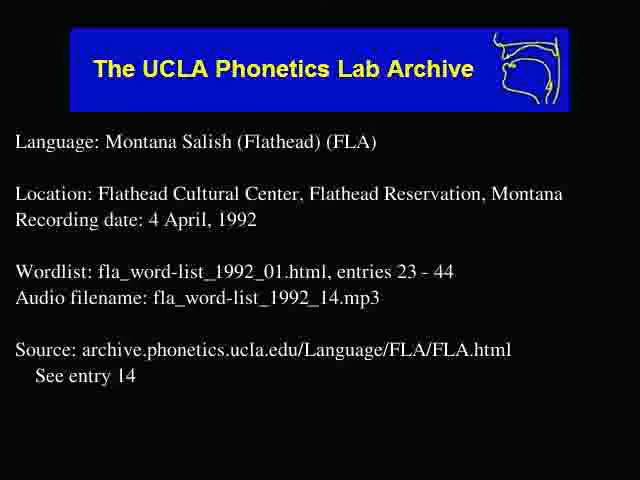 The UCLA Phonetics Lab Archive
Language: Montana Salish (Flathead) (FLA)
Location: Flathead Cultural Center, Flathead Reservation, Montana
Recording date: 4 April, 1992
Wordlist: fla_word-list_1992_01.html, entries 23 - 44
Audio filename: fla_word-list_1992_14.mp3
Source: archive.phonetics.ucla.edu/Language/FLA/FLA.html
See entry 14